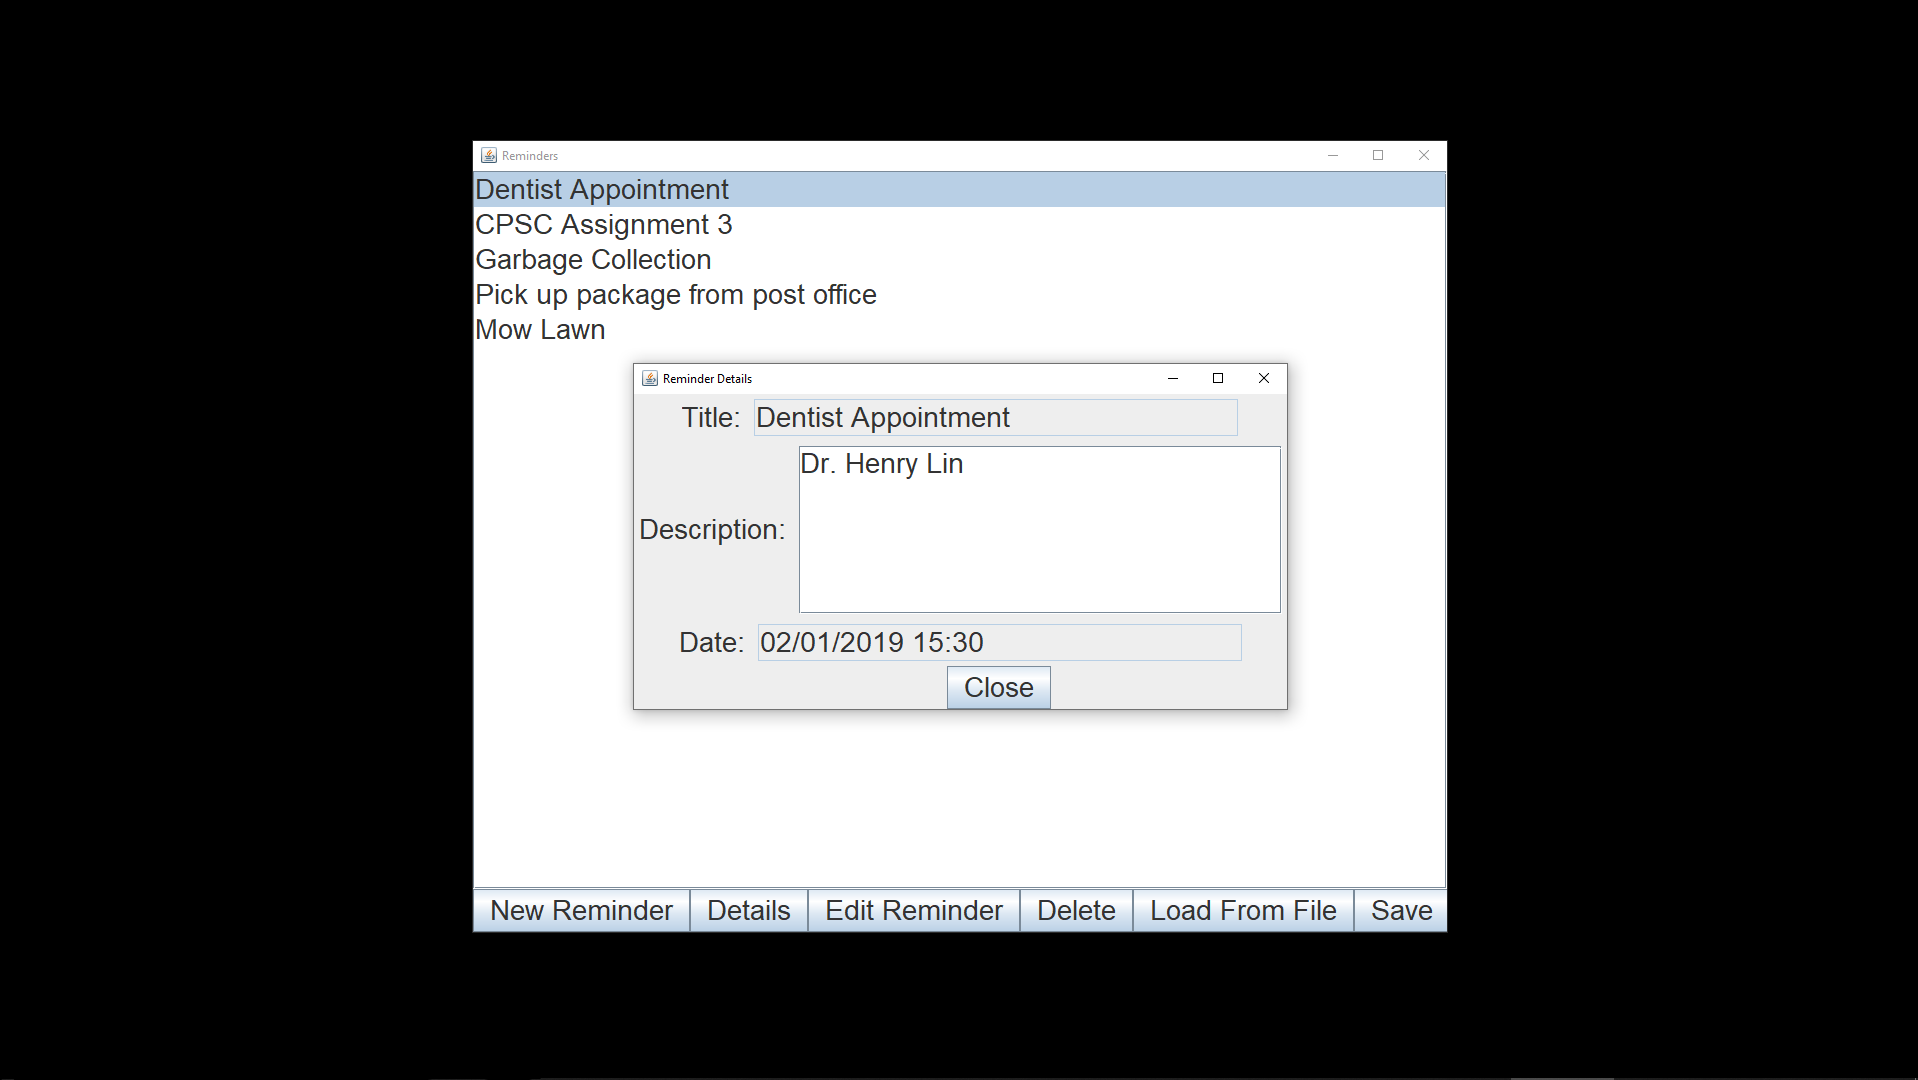 Reminders
Dentist Appointment
CPSC Assignment 3
Garbage Collection
Pick up package from post office
Mow Lawn
Reminder Details
Title: Dentist Appointment
Dr. Henry Lin
Description:
Date: 02/01/2019 15:30
Close
New Reminder Details Edit Reminder Delete Load From File Save